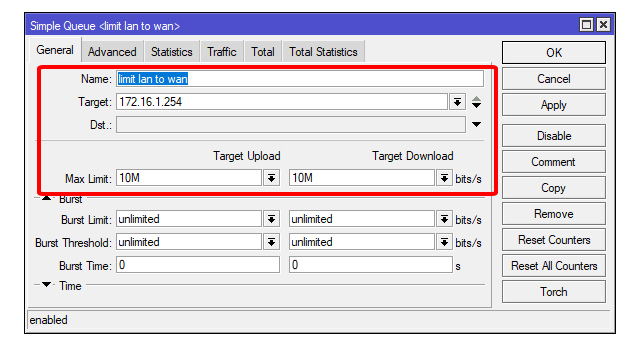 Simple Queue <limit lan to wan>
General Advanced Statistics Traffic Total Total Statistics
Name: limit lan to wan
Target: 172.16.1.254
Dst.:
Target Upload Target Download
Max Limit: 10M 10M bits/s
Burst
Burst Limit: unlimited unlimited bits/s
Burst Threshold: unlimited unlimited bits/s
Burst Time: 0 0 s
Time
enabled
OK
Cancel
Apply
Disable
Comment
Copy
Remove
Reset Counters
Reset All Counters
Torch